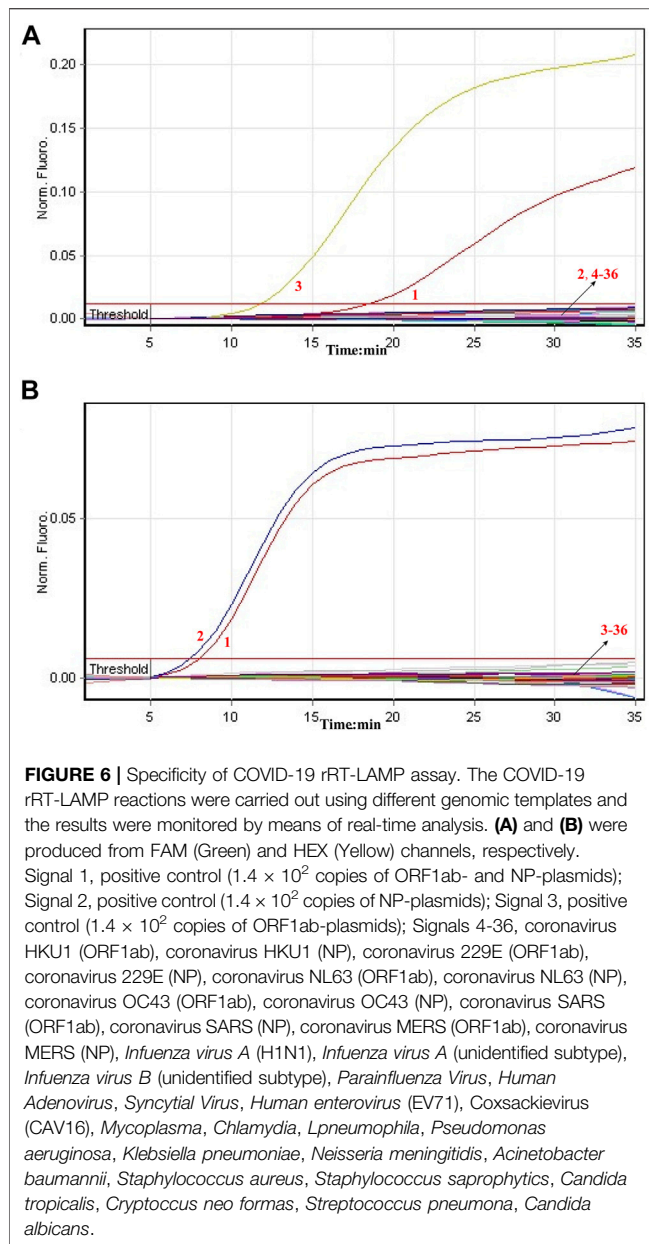 A
0.20
0.15
0.10
0.05
0.00
Norm. Fluoro.
3
1
2, 4-36
Threshold
5
10
15
20
25
30
35
Time:min
B
0.05
0.00
Norm. Fluoro.
2
1
3-36
Threshold
5
10
15
20
25
30
35
Time:min
FIGURE 6 | Specificity of COVID-19 rRT-LAMP assay. The COVID-19
rRT-LAMP reactions were carried out using different genomic templates and
the results were monitored by means of real-time analysis. (A) and (B) were
produced from FAM (Green) and HEX (Yellow) channels, respectively.
Signal 1, positive control (1.4 × 10² copies of ORF1ab- and NP-plasmids);
Signal 2, positive control (1.4 × 10² copies of NP-plasmids); Signal 3, positive
control (1.4 × 10² copies of ORF1ab-plasmids); Signals 4-36, coronavirus
HKU1 (ORF1ab), coronavirus HKU1 (NP), coronavirus 229E (ORF1ab),
coronavirus 229E (NP), coronavirus NL63 (ORF1ab), coronavirus NL63 (NP),
coronavirus OC43 (ORF1ab), coronavirus OC43 (NP), coronavirus SARS
(ORF1ab), coronavirus SARS (NP), coronavirus MERS (ORF1ab), coronavirus
MERS (NP), Infuenza virus A (H1N1), Infuenza virus A (unidentified subtype),
Infuenza virus B (unidentified subtype), Parainfluenza Virus, Human
Adenovirus, Syncytial Virus, Human enterovirus (EV71), Coxsackievirus
(CAV16), Mycoplasma, Chlamydia, Lpneumophila, Pseudomonas
aeruginosa, Klebsiella pneumoniae, Neisseria meningitidis, Acinetobacter
baumannii, Staphylococcus aureus, Staphylococcus saprophytics, Candida
tropicalis, Cryptoccus neo formas, Streptococcus pneumona, Candida
albicans.